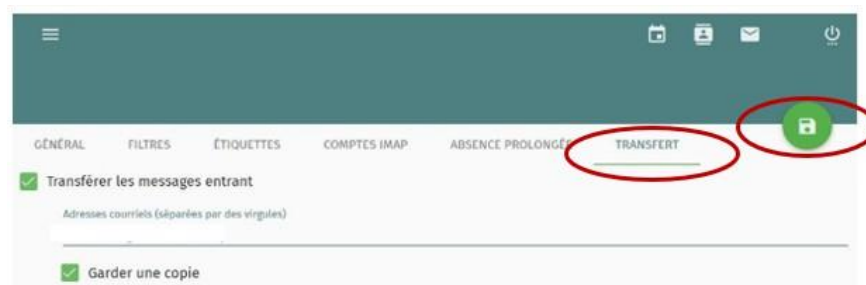 GÉNÉRAL FILTRES ÉTIQUETTES COMPTES IMAP ABSENCE PROLONGÉE TRANSFERT
Transférer les messages entrant
Adresses courriels (séparées par des virgules)
Garder une copie